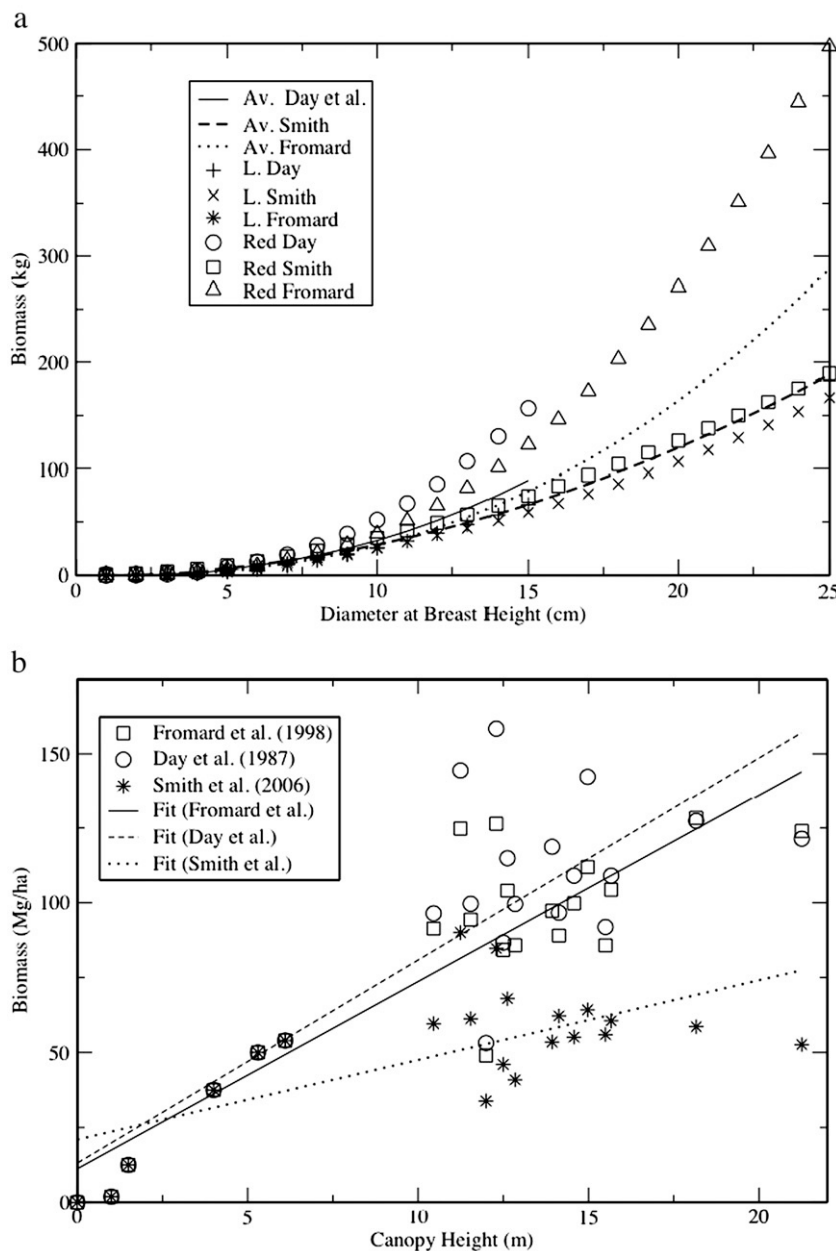 a
500
400
300
200
100
0
Biomass (kg)
Av. Day et al.
Av. Smith
Av. Fromard
L. Day
L. Smith
L. Fromard
Red Day
Red Smith
Red Fromard
0 5 10 15 20 25
Diameter at Breast Height (cm)
b
150
100
50
0
Biomass (Mg/ha)
Fromard et al. (1998)
Day et al. (1987)
Smith et al. (2006)
Fit (Fromard et al.)
Fit (Day et al.)
Fit (Smith et al.)
0 5 10 15 20
Canopy Height (m)